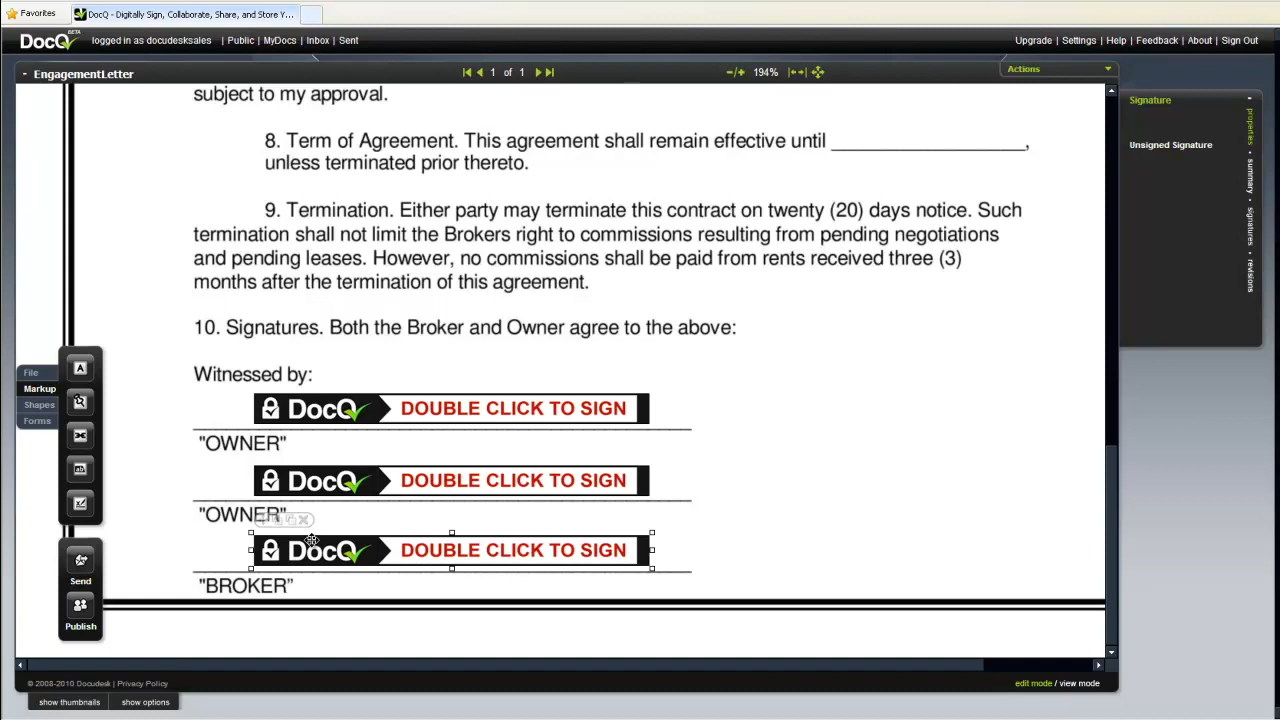 Favorites
DocQ - Digitally Sign, Collaborate, Share, and Store Y...
DocQ BETA
logged in as docudesksales | Public | MyDocs | Inbox | Sent
Upgrade | Settings | Help | Feedback | About | Sign Out
- EngagementLetter
1 of 1
-/+ 194%
Actions
Signature
-
properties • summary • signatures • revisions
Unsigned Signature
subject to my approval.
8. Term of Agreement. This agreement shall remain effective until __________________,
unless terminated prior thereto.
9. Termination. Either party may terminate this contract on twenty (20) days notice. Such
termination shall not limit the Brokers right to commissions resulting from pending negotiations
and pending leases. However, no commissions shall be paid from rents received three (3)
months after the termination of this agreement.
10. Signatures. Both the Broker and Owner agree to the above:
Witnessed by:
DocQ DOUBLE CLICK TO SIGN
"OWNER"
DocQ DOUBLE CLICK TO SIGN
"OWNER"
DocQ DOUBLE CLICK TO SIGN
"BROKER"
File
Markup
Shapes
Forms
A
ab
Send
Publish
© 2008-2010 Docudesk | Privacy Policy
edit mode / view mode
show thumbnails
show options